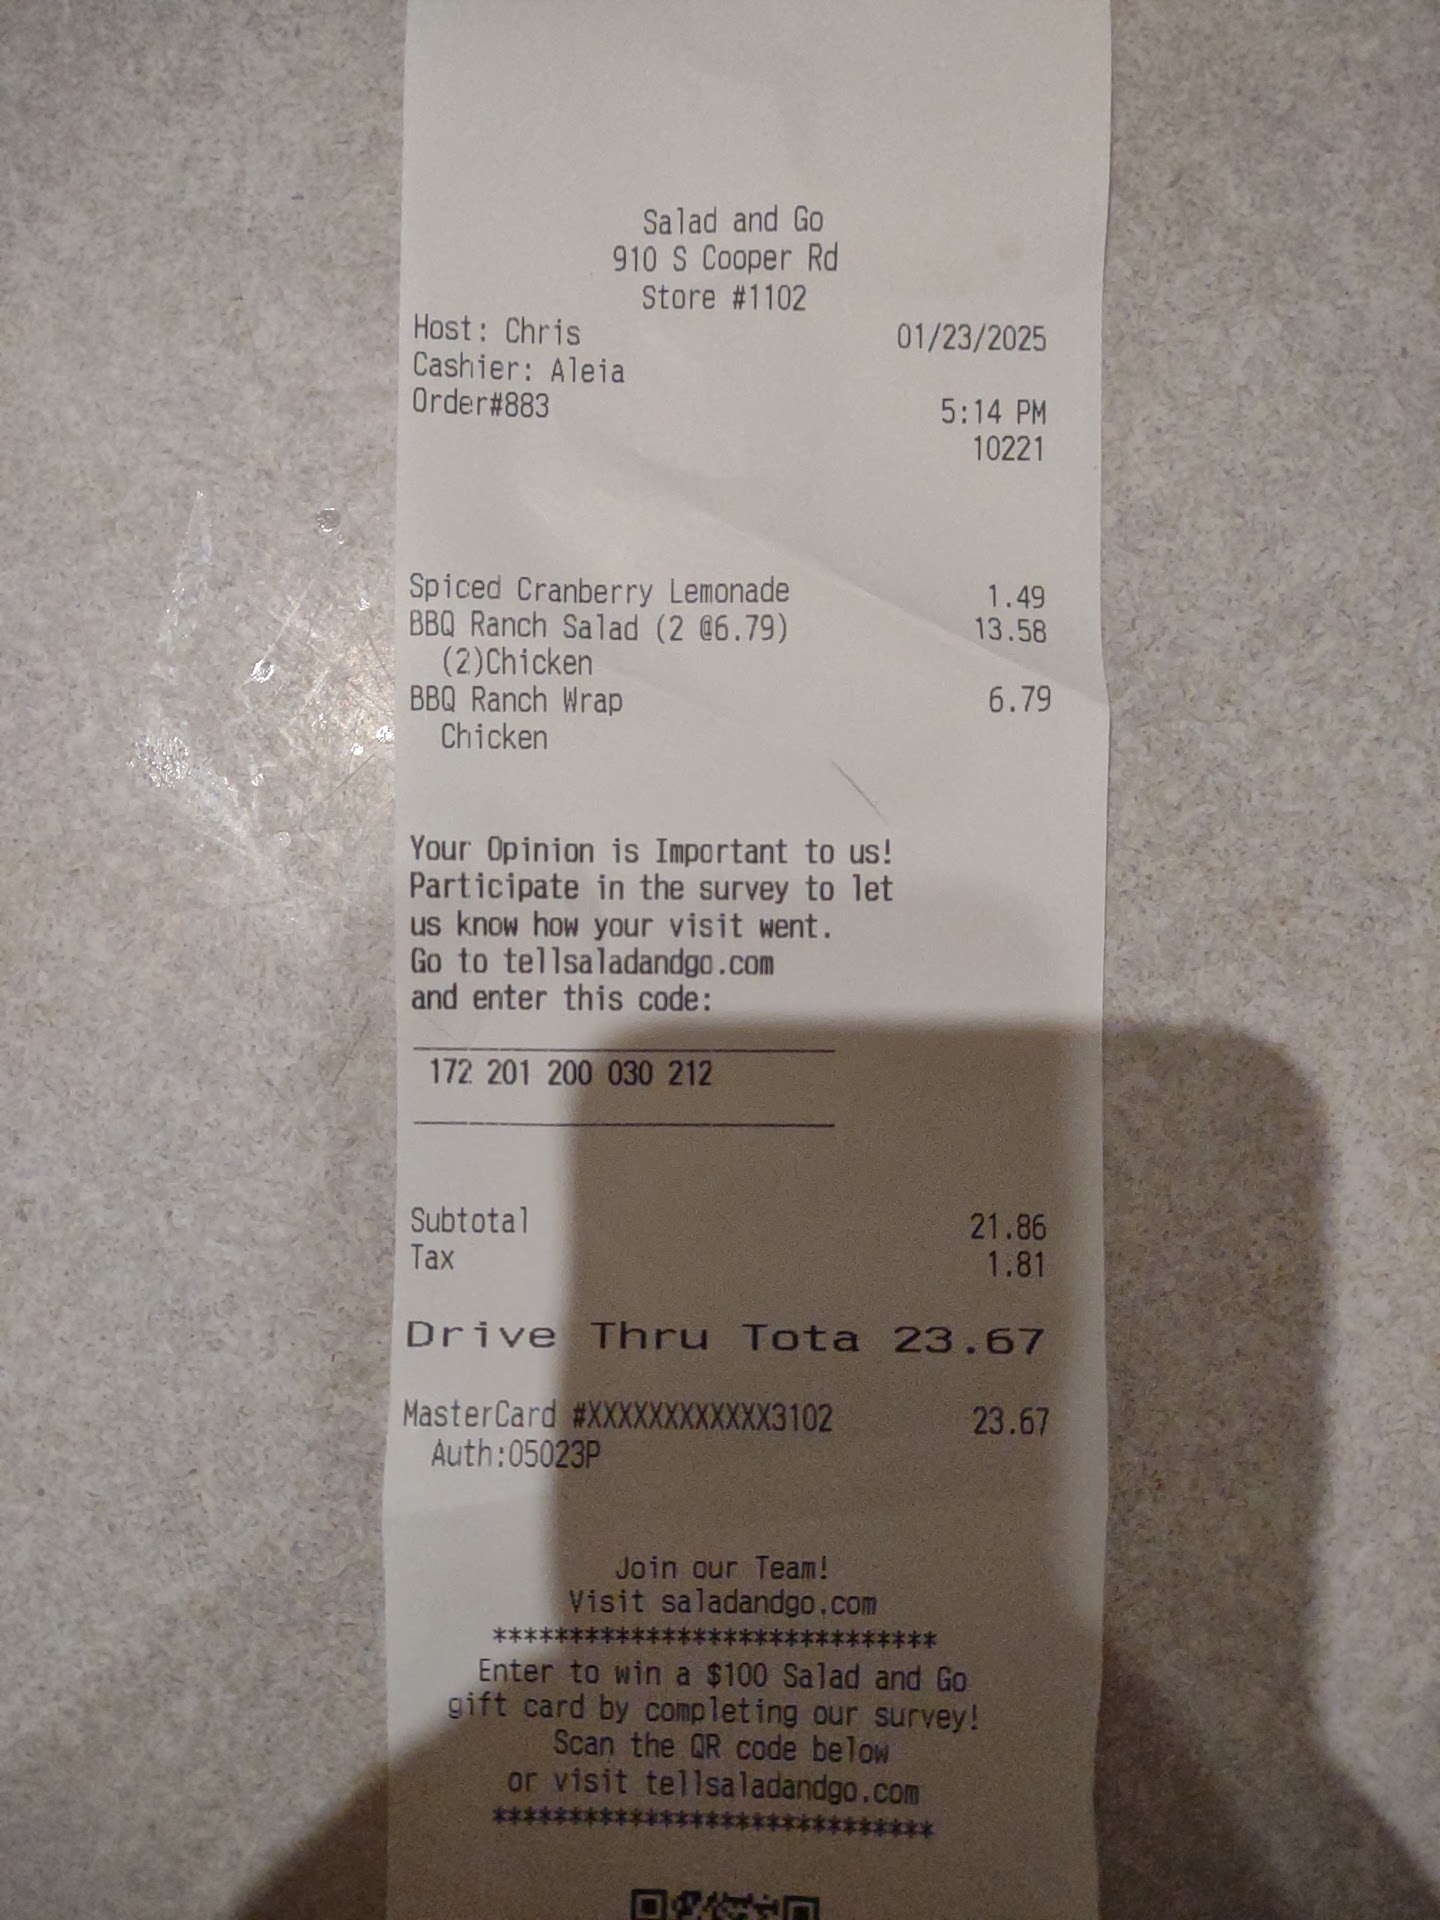 Salad and Go
910 S Cooper Rd
Store #1102
Host: Chris 01/23/2025
Cashier: Aleia
Order#883 5:14 PM
10221
Spiced Cranberry Lemonade 1.49
BBQ Ranch Salad (2 @6.79) 13.58
(2)Chicken
BBQ Ranch Wrap 6.79
Chicken
Your Opinion is Important to us!
Participate in the survey to let
us know how your visit went.
Go to tellsaladandgo.com
and enter this code:
172 201 200 030 212
Subtotal 21.86
Tax 1.81
Drive Thru Tota 23.67
MasterCard #XXXXXXXXXXXX3102 23.67
Auth:05023P
Join our Team!
Visit saladandgo.com
*****************************
Enter to win a $100 Salad and Go
gift card by completing our survey!
Scan the QR code below
or visit tellsaladandgo.com
*****************************